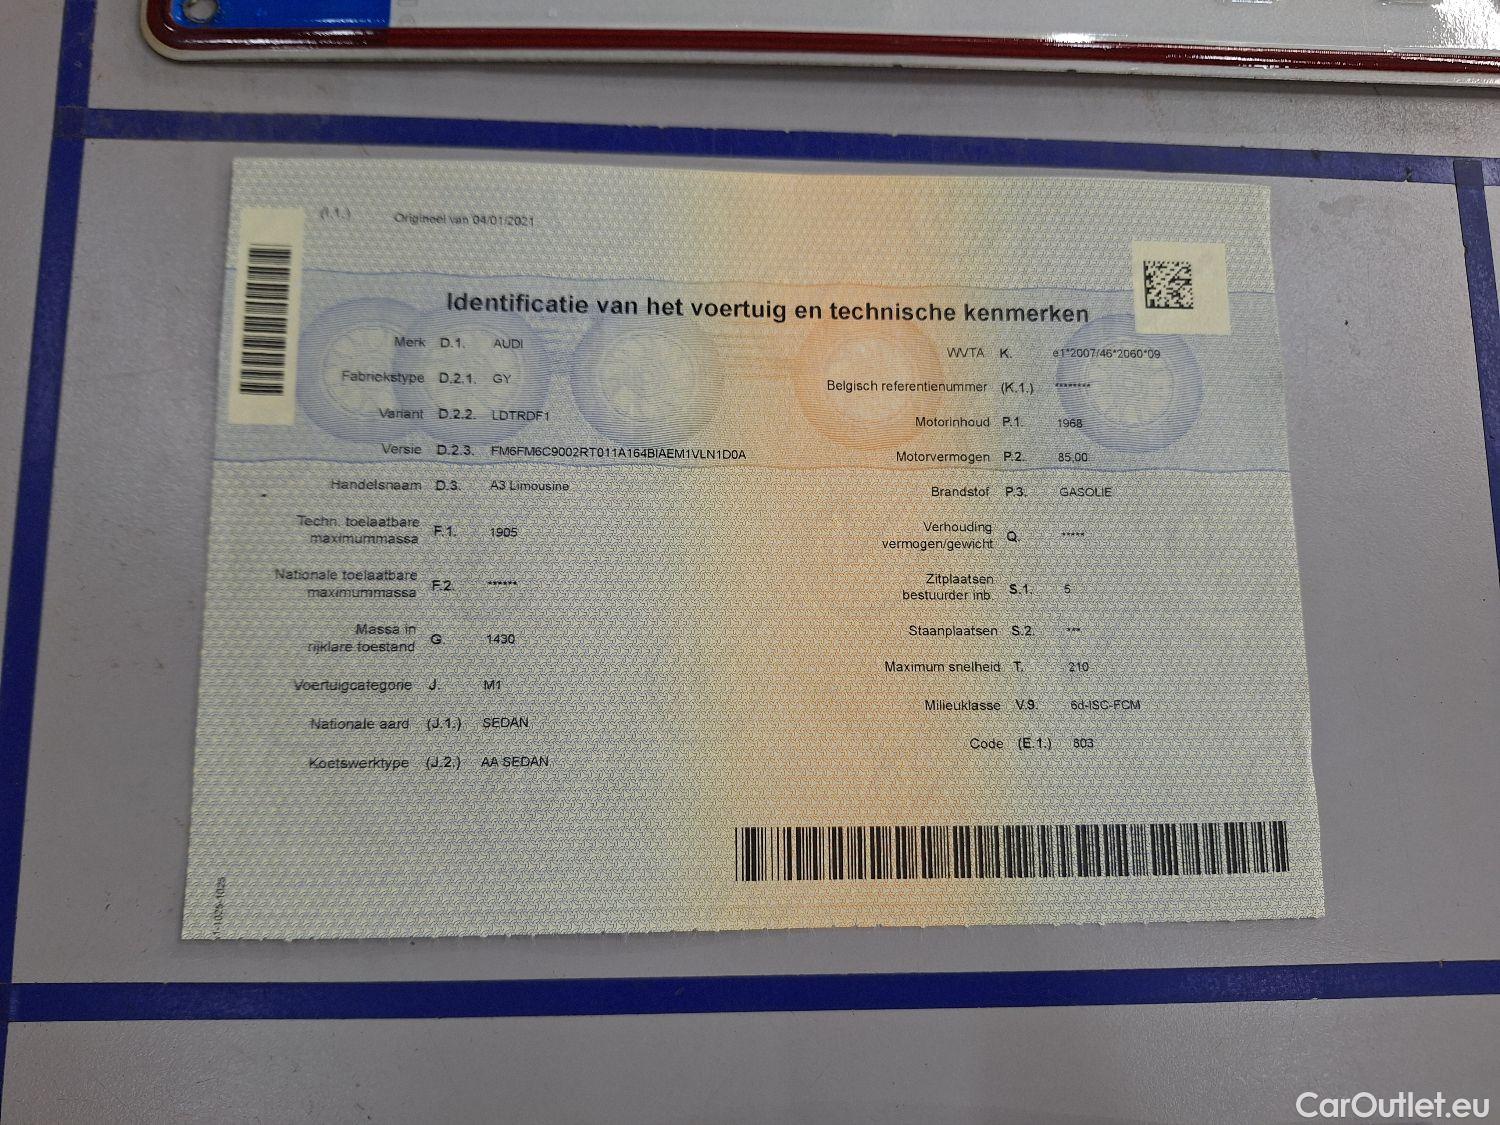 (I.1.) Origineel van 04/01/2021
Identificatie van het voertuig en technische kenmerken
Merk D.1. AUDI
Fabriekstype D.2.1. GY
Variant D.2.2. LDTRDF1
Versie D.2.3. FM6FM6C9002RT011A164BIAEM1VLN1D0A
Handelsnaam D.3. A3 Limousine
Techn. toelaatbare
maximummassa F.1. 1905
Nationale toelaatbare
maximummassa F.2. ******
Massa in
rijklare toestand G. 1430
Voertuigcategorie J. M1
Nationale aard (J.1.) SEDAN
Koetswerktype (J.2.) AA SEDAN
WVTA K. e1*2007/46*2060*09
Belgisch referentienummer (K.1.) ********
Motorinhoud P.1. 1968
Motorvermogen P.2. 85,00
Brandstof P.3. GASOLIE
Verhouding
vermogen/gewicht Q. *****
Zitplaatsen
bestuurder inb. S.1. 5
Staanplaatsen S.2. ***
Maximum snelheid T. 210
Milieuklasse V.9. 6d-ISC-FCM
Code (E.1.) 803
CarOutlet.eu